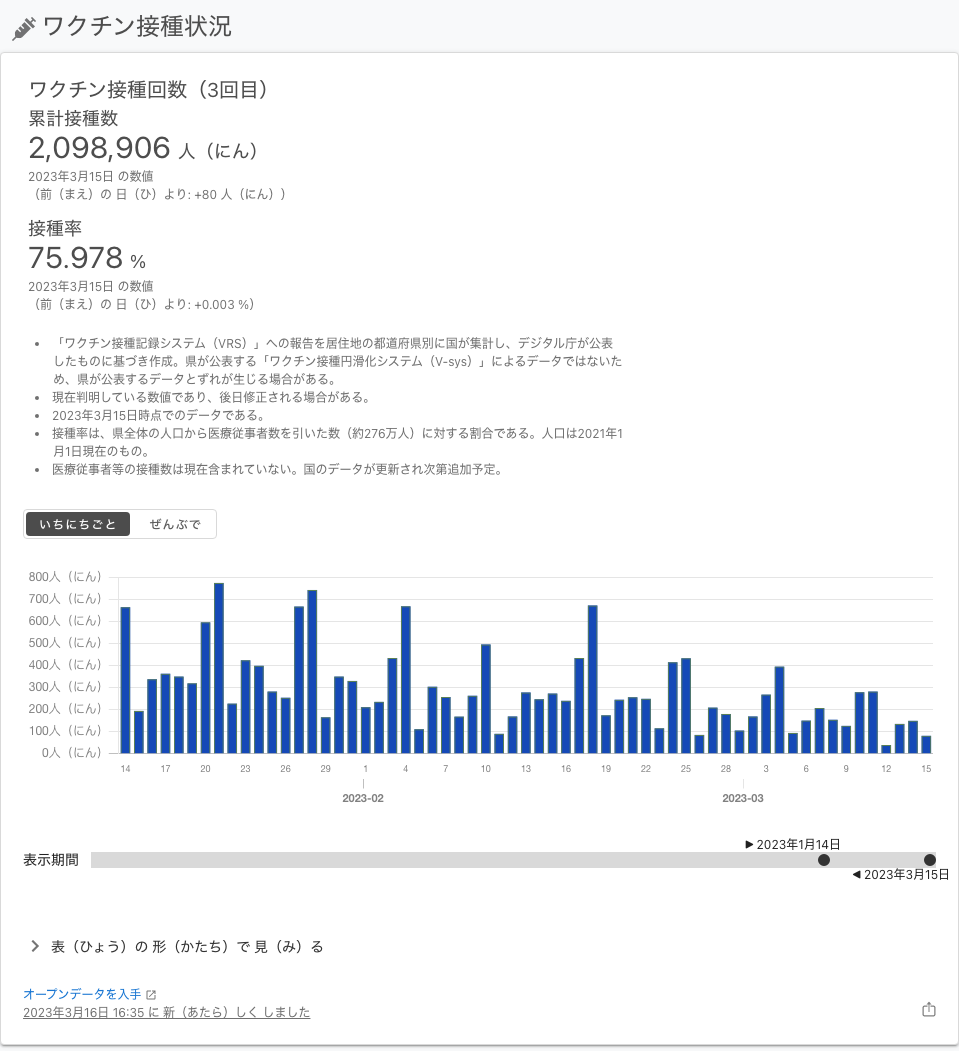 ワクチン接種状況
ワクチン接種回数（3回目）
累計接種数
2,098,906 人（にん）
2023年3月15日 の数値
（前（まえ）の 日（ひ）より: +80 人（にん））
接種率
75.978 %
2023年3月15日 の数値
（前（まえ）の 日（ひ）より: +0.003 %）
• 「ワクチン接種記録システム（VRS）」への報告を居住地の都道府県別に国が集計し、デジタル庁が公表
したものに基づき作成。県が公表する「ワクチン接種円滑化システム（V-sys）」によるデータではないた
め、県が公表するデータとずれが生じる場合がある。
• 現在判明している数値であり、後日修正される場合がある。
• 2023年3月15日時点でのデータである。
• 接種率は、県全体の人口から医療従事者数を引いた数（約276万人）に対する割合である。人口は2021年1
月1日現在のもの。
• 医療従事者等の接種数は現在含まれていない。国のデータが更新され次第追加予定。
いちにちごと ぜんぶで
800人（にん）
700人（にん）
600人（にん）
500人（にん）
400人（にん）
300人（にん）
200人（にん）
100人（にん）
0人（にん）
14 17 20 23 26 29 1 4 7 10 13 16 19 22 25 28 3 6 9 12 15
2023-02 2023-03
2023年1月14日
表示期間
2023年3月15日
表（ひょう）の 形（かたち）で 見（み）る
オープンデータを入手
2023年3月16日 16:35 に 新（あたら）しく しました